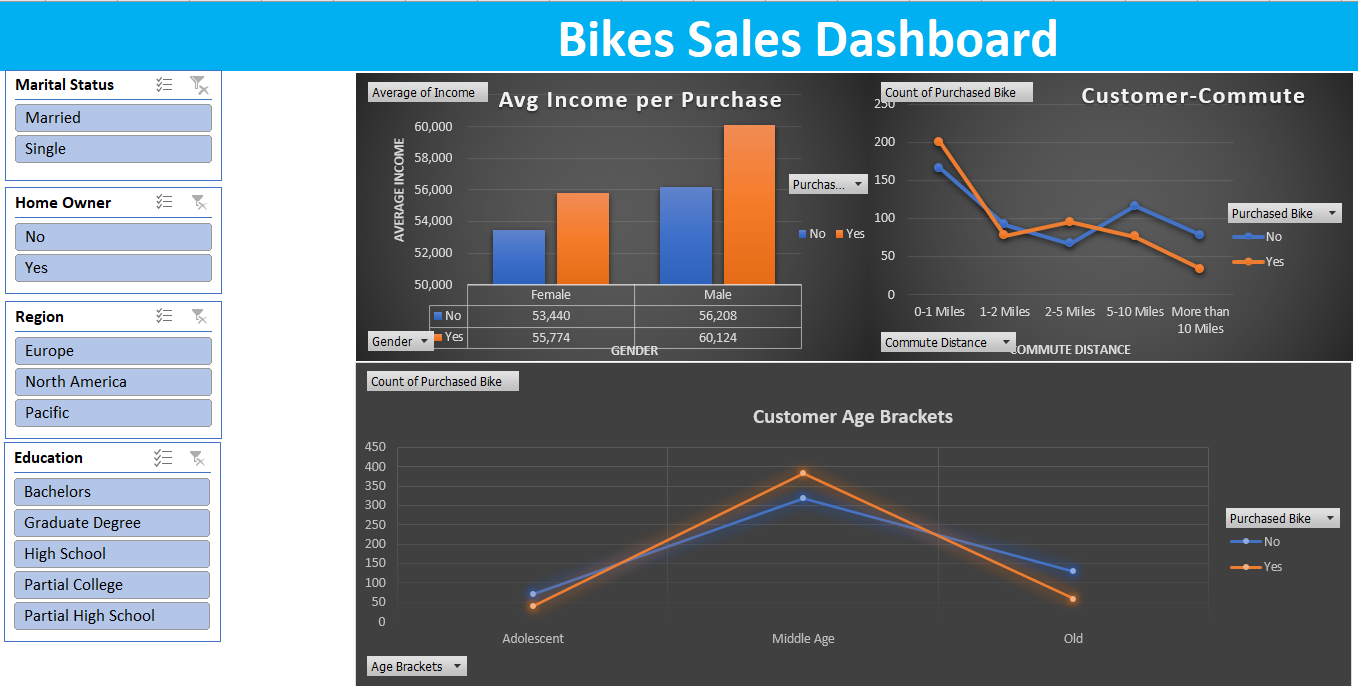 Bikes Sales Dashboard
Marital Status
Married
Single
Home Owner
No
Yes
Region
Europe
North America
Pacific
Education
Bachelors
Graduate Degree
High School
Partial College
Partial High School
Average of Income
Avg Income per Purchase
AVERAGE INCOME
60,000
58,000
56,000
54,000
52,000
50,000
Purchas...
No Yes
Female Male
No 53,440 56,208
Yes 55,774 60,124
Gender
GENDER
Count of Purchased Bike
Customer-Commute
250
200
150
100
50
0
0-1 Miles 1-2 Miles 2-5 Miles 5-10 Miles More than
10 Miles
Purchased Bike
No
Yes
Commute Distance
COMMUTE DISTANCE
Count of Purchased Bike
Customer Age Brackets
450
400
350
300
250
200
150
100
50
0
Adolescent Middle Age Old
Purchased Bike
No
Yes
Age Brackets